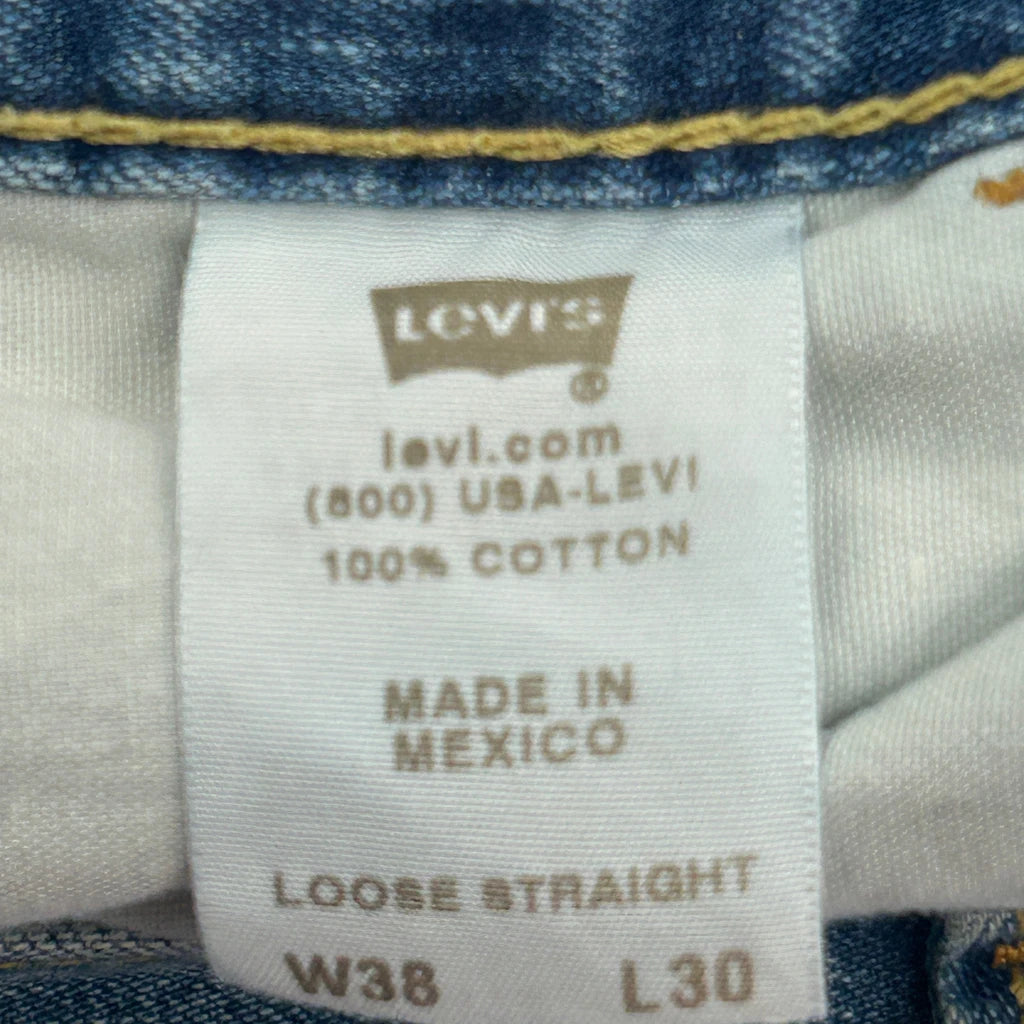 LEVI'S
®
levi.com
(800) USA-LEVI
100% COTTON
MADE IN
MEXICO
LOOSE STRAIGHT
W38 L30